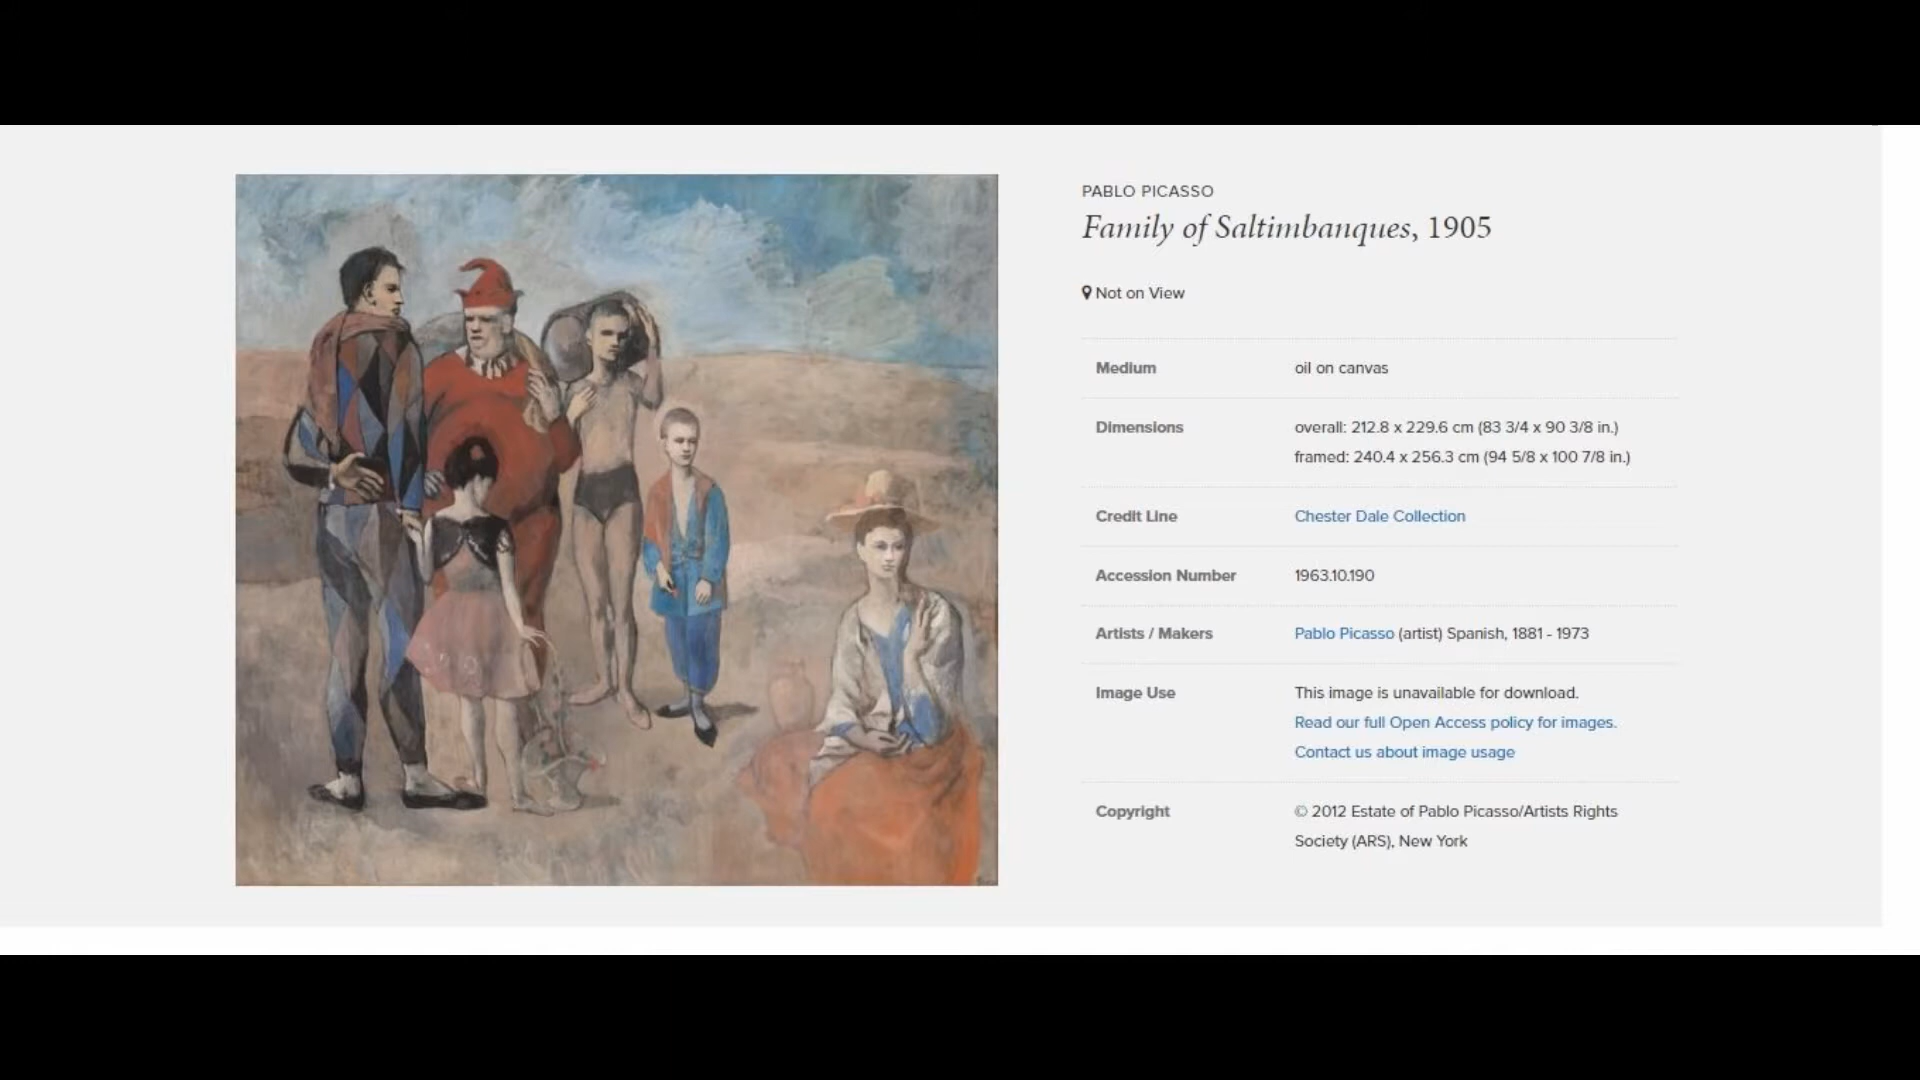 PABLO PICASSO
Family of Saltimbanques, 1905
Not on View
Medium oil on canvas
Dimensions overall: 212.8 x 229.6 cm (83 3/4 x 90 3/8 in.)
framed: 240.4 x 256.3 cm (94 5/8 x 100 7/8 in.)
Credit Line Chester Dale Collection
Accession Number 1963.10.190
Artists / Makers Pablo Picasso (artist) Spanish, 1881 - 1973
Image Use This image is unavailable for download.
Read our full Open Access policy for images.
Contact us about image usage
Copyright © 2012 Estate of Pablo Picasso/Artists Rights
Society (ARS), New York